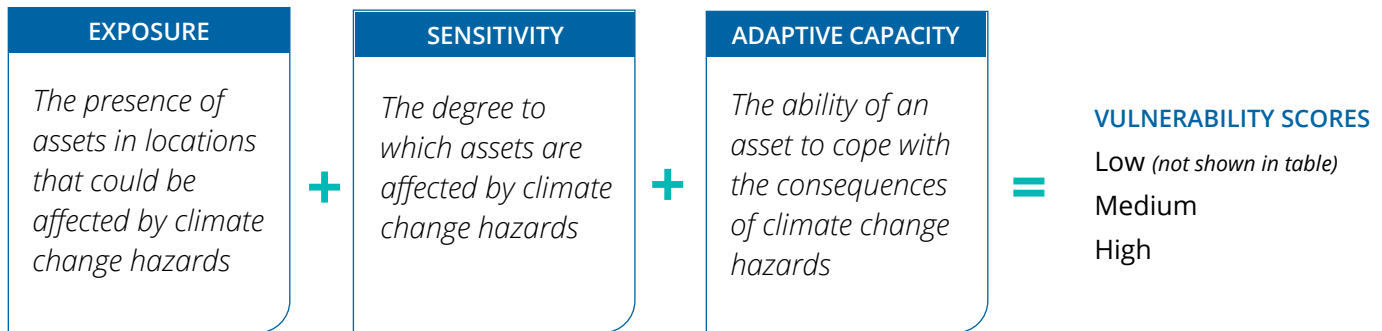 EXPOSURE
The presence of
assets in locations
that could be
affected by climate
change hazards
+
SENSITIVITY
The degree to
which assets are
affected by climate
change hazards
+
ADAPTIVE CAPACITY
The ability of an
asset to cope with
the consequences
of climate change
hazards
=
VULNERABILITY SCORES
Low (not shown in table)
Medium
High